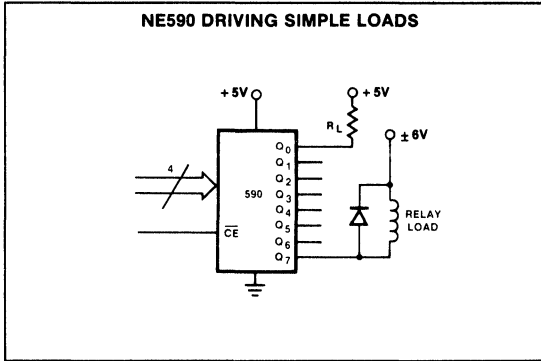 NE590 DRIVING SIMPLE LOADS
+5V
+5V
RL
± 6V
4
590
CE
Q0
Q1
Q2
Q3
Q4
Q5
Q6
Q7
RELAY
LOAD